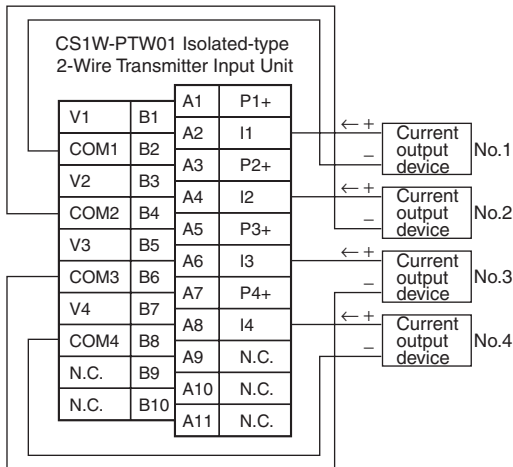 CS1W-PTW01 Isolated-type
2-Wire Transmitter Input Unit
A1 P1+
V1 B1
A2 I1
COM1 B2
A3 P2+
V2 B3
A4 I2
COM2 B4
A5 P3+
V3 B5
A6 I3
COM3 B6
A7 P4+
V4 B7
A8 I4
COM4 B8
A9 N.C.
N.C. B9
A10 N.C.
N.C. B10
A11 N.C.
← +
−
Current
output
device
No.1
← +
−
Current
output
device
No.2
← +
−
Current
output
device
No.3
← +
−
Current
output
device
No.4